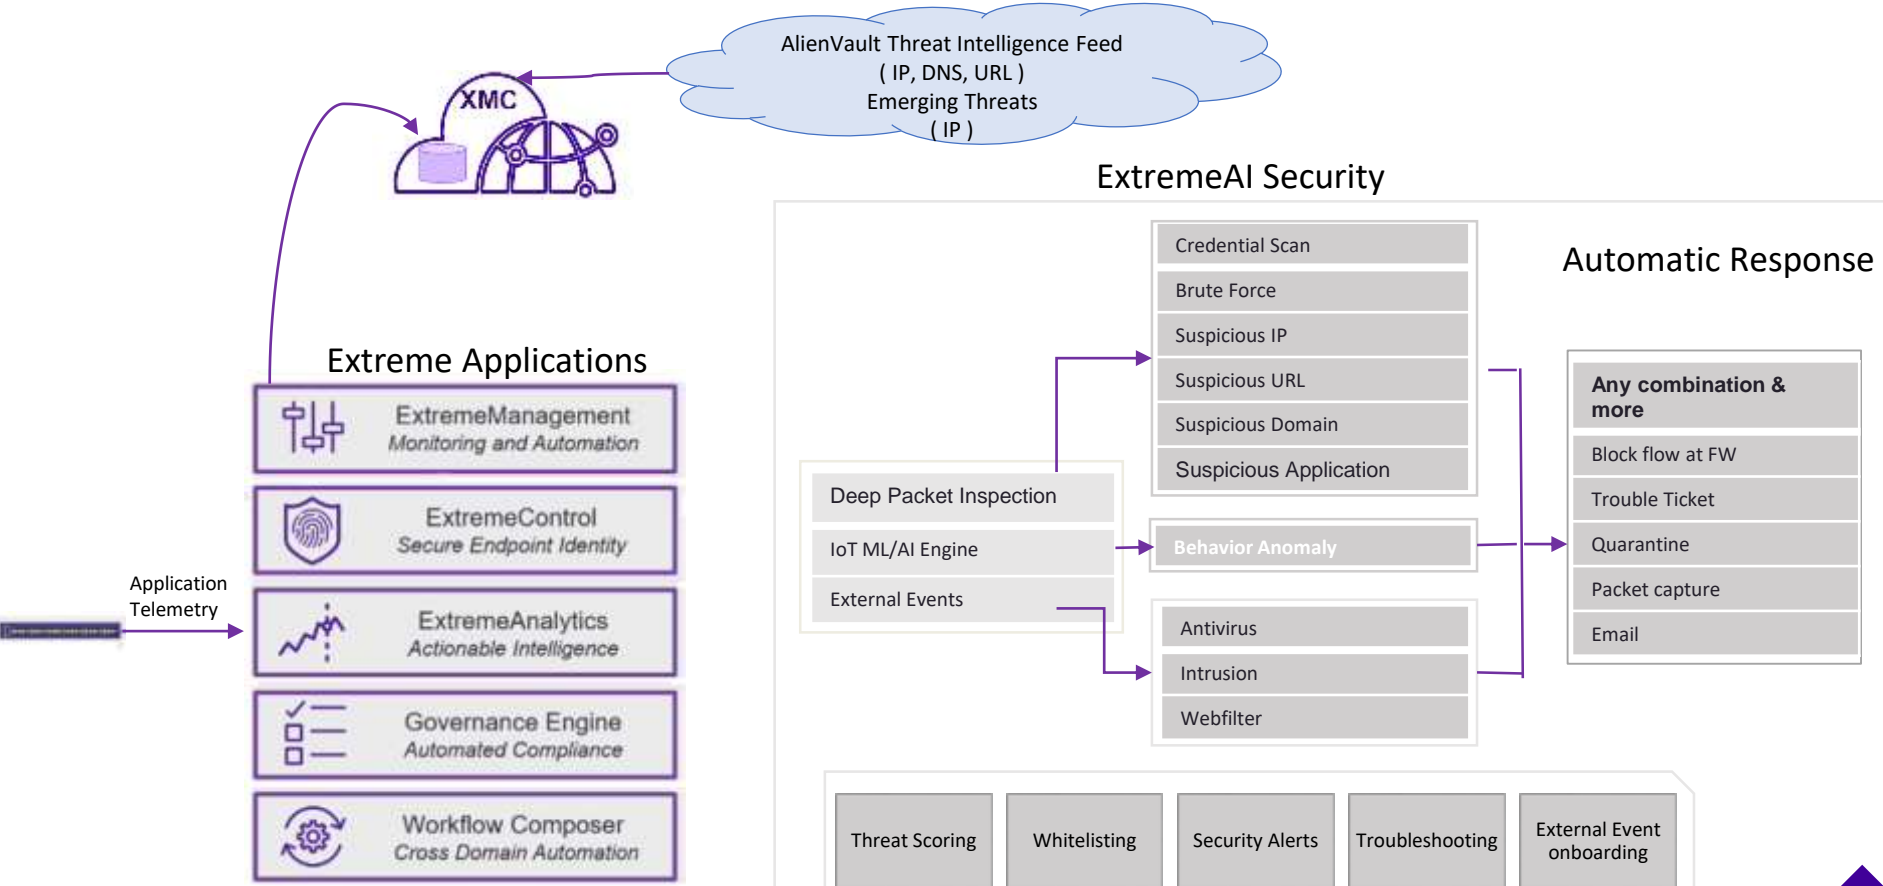 AlienVault Threat Intelligence Feed
( IP, DNS, URL )
Emerging Threats
( IP )
XMC
ExtremeAI Security
Extreme Applications
ExtremeManagement
Monitoring and Automation
ExtremeControl
Secure Endpoint Identity
Application
Telemetry
ExtremeAnalytics
Actionable Intelligence
Governance Engine
Automated Compliance
Workflow Composer
Cross Domain Automation
Deep Packet Inspection
IoT ML/AI Engine
External Events
Credential Scan
Brute Force
Suspicious IP
Suspicious URL
Suspicious Domain
Suspicious Application
Behavior Anomaly
Antivirus
Intrusion
Webfilter
Automatic Response
Any combination &
more
Block flow at FW
Trouble Ticket
Quarantine
Packet capture
Email
Threat Scoring
Whitelisting
Security Alerts
Troubleshooting
External Event
onboarding